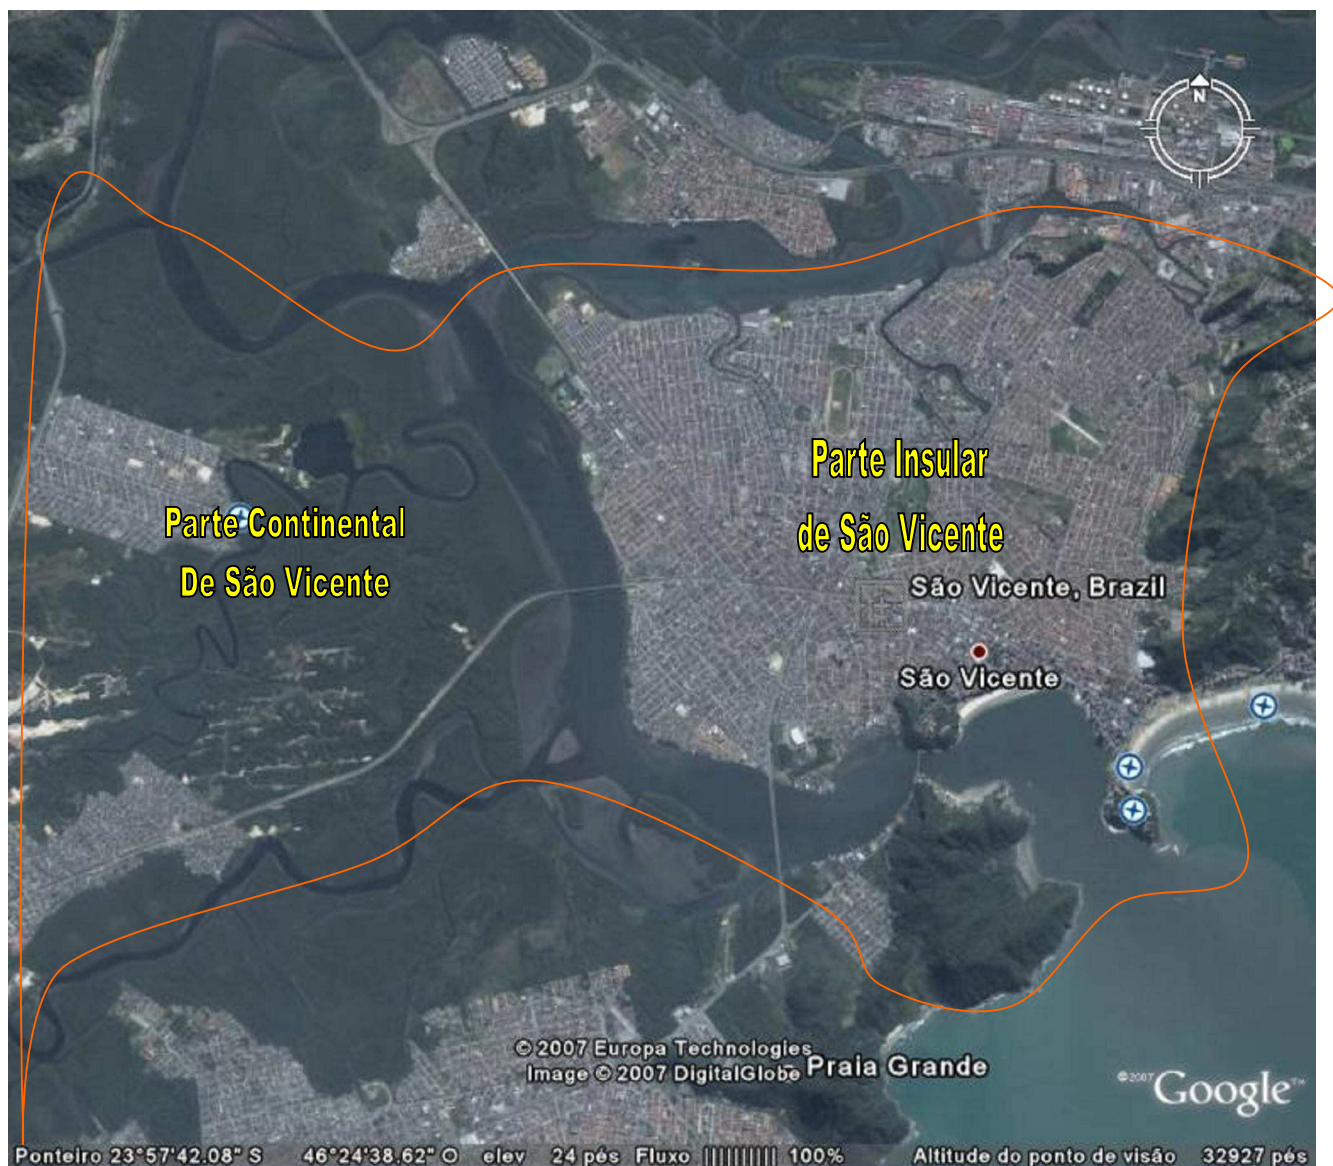 N
Parte Insular
de São Vicente
Parte Continental
De São Vicente
São Vicente, Brazil
São Vicente
© 2007 Europa Technologies
Image © 2007 DigitalGlobe
Praia Grande
©2007 Google™
Ponteiro 23°57'42.08" S 46°24'38.62" O elev 24 pés Fluxo |||||||||| 100% Altitude do ponto de visão 32927 pés